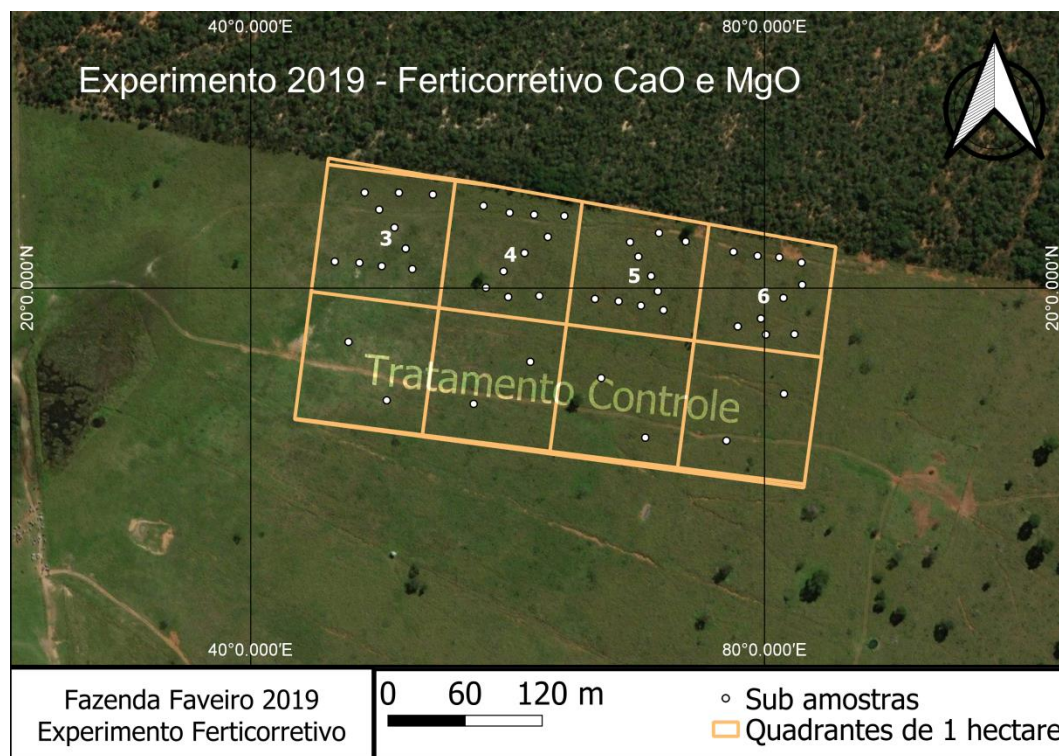 40°0.000′E
80°0.000′E
Experimento 2019 - Ferticorretivo CaO e MgO
3
4
5
6
20°0.000′N
20°0.000′N
Tratamento Controle
40°0.000′E
80°0.000′E
Fazenda Faveiro 2019
Experimento Ferticorretivo
0 60 120 m
Sub amostras
Quadrantes de 1 hectare